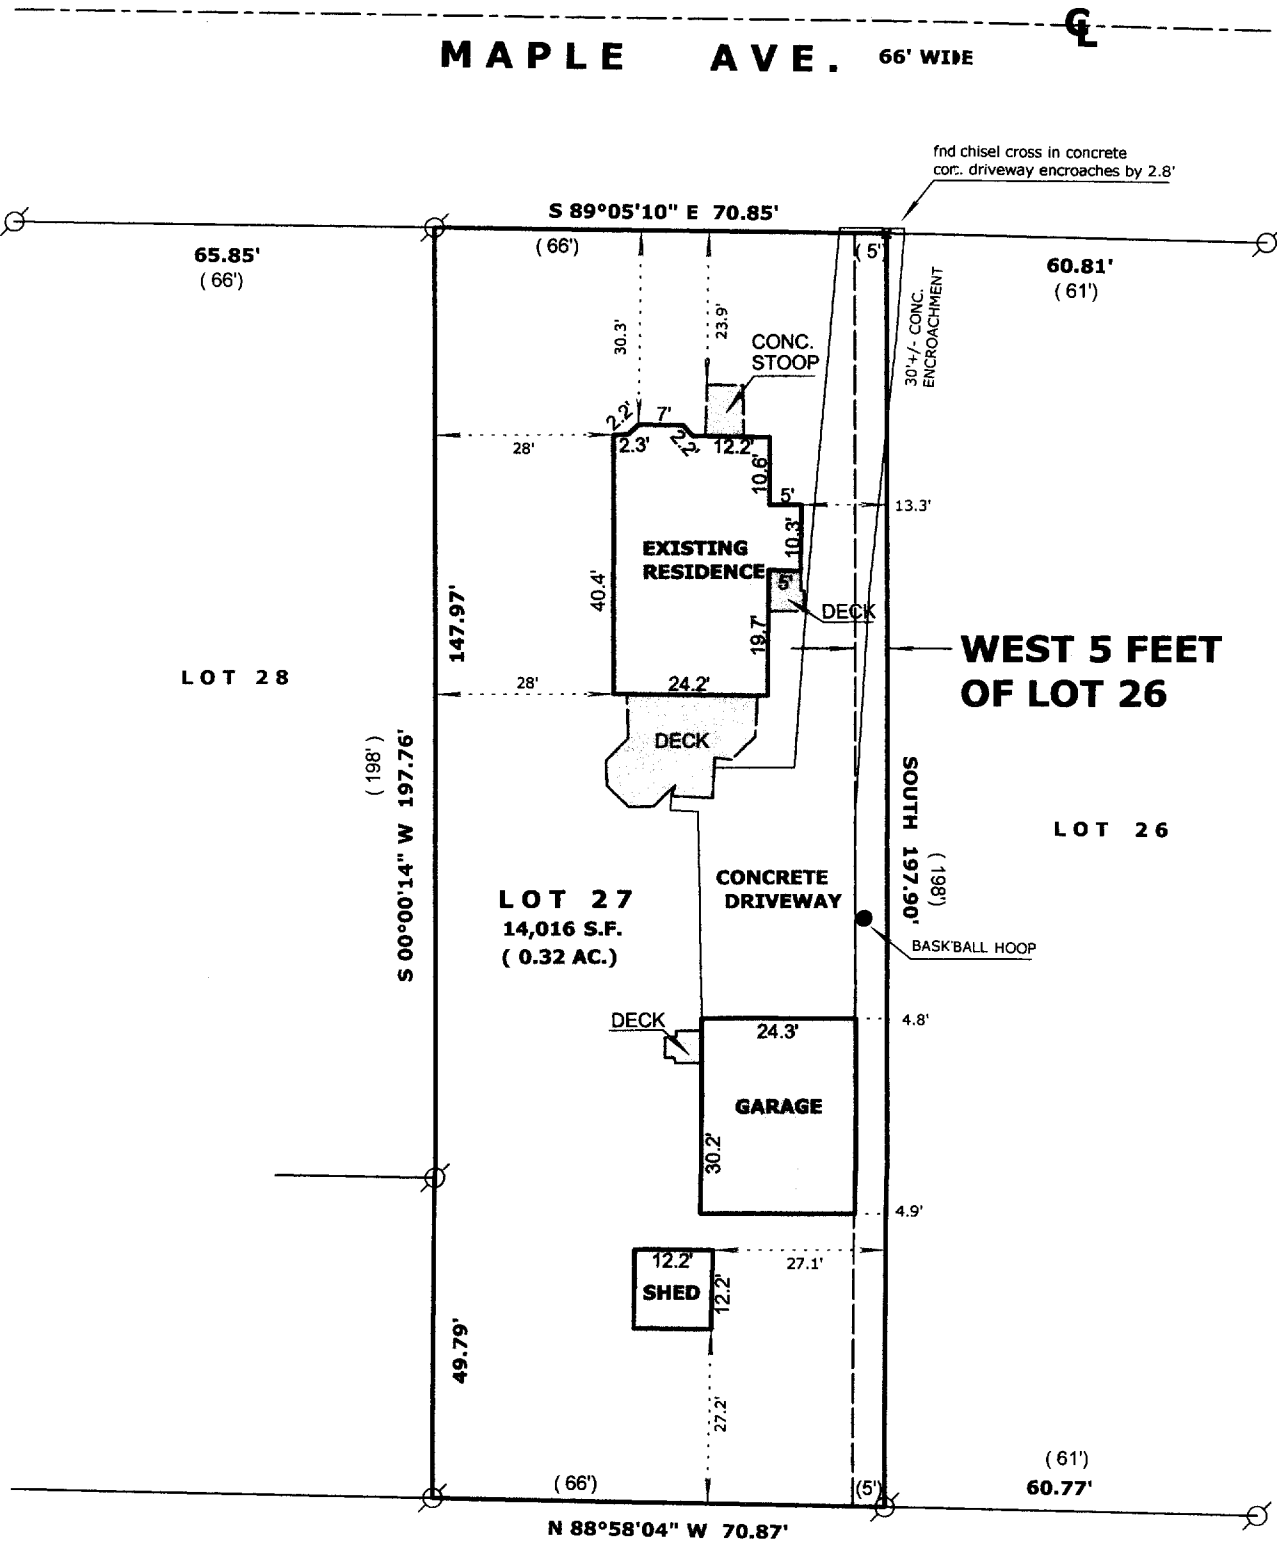 MAPLE AVE. 66' WIDE
fnd chisel cross in concrete
con. driveway encroaches by 2.8'
S 89°05'10" E 70.85'
65.85'
( 66')
( 66')
( 5')
60.81'
( 61')
30.3'
23.9'
30'+/- CONC.
ENCROACHMENT
CONC.
STOOP
2.2'
7'
2.3'
2.2'
12.2'
28'
10.6'
5'
13.3'
10.3'
EXISTING
RESIDENCE
5'
40.4'
DECK
19.7'
147.97'
WEST 5 FEET
OF LOT 26
LOT 28
28'
24.2'
DECK
( 198' )
S 00°00'14" W 197.76'
SOUTH 197.90'
( 198')
LOT 26
CONCRETE
DRIVEWAY
LOT 27
14,016 S.F.
( 0.32 AC.)
BASK'BALL HOOP
DECK
24.3'
4.8'
GARAGE
30.2'
4.9'
12.2'
27.1'
SHED
12.2'
49.79'
27.2'
( 66')
(5')
( 61')
60.77'
N 88°58'04" W 70.87'